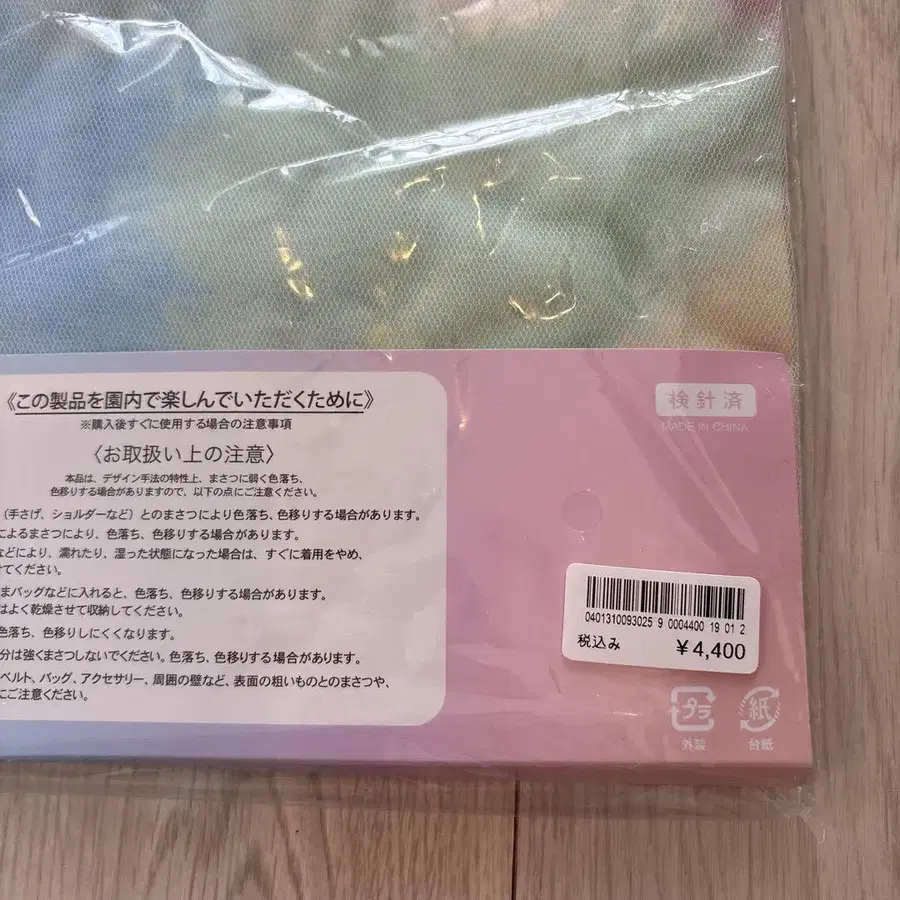 《この製品を園内で楽しんでいただくために》
※購入後すぐに使用する場合の注意事項
〈お取扱い上の注意〉
本品は、デザイン手法の特性上、まさつに弱く色落ち、
色移りする場合がありますので、以下の点にご注意ください。
(手さげ、ショルダーなど)とのまさつにより色落ち、色移りする場合があります。
によるまさつにより、色落ち、色移りする場合があります。
などにより、濡れたり、湿った状態になった場合は、すぐに着用をやめ、
せてください。
まバッグなどに入れると、色落ち、色移りする場合があります。
はよく乾燥させて収納してください。
色落ち、色移りしにくくなります。
分は強くまさつしないでください。色落ち、色移りする場合があります。
ベルト、バッグ、アクセサリー、周囲の壁など、表面の粗いものとのまさつや、
にご注意ください。
検針済
MADE IN CHINA
0401310093025 9 0004400 19 01 2
税込み ¥4,400
プラ 紙
外袋 台紙